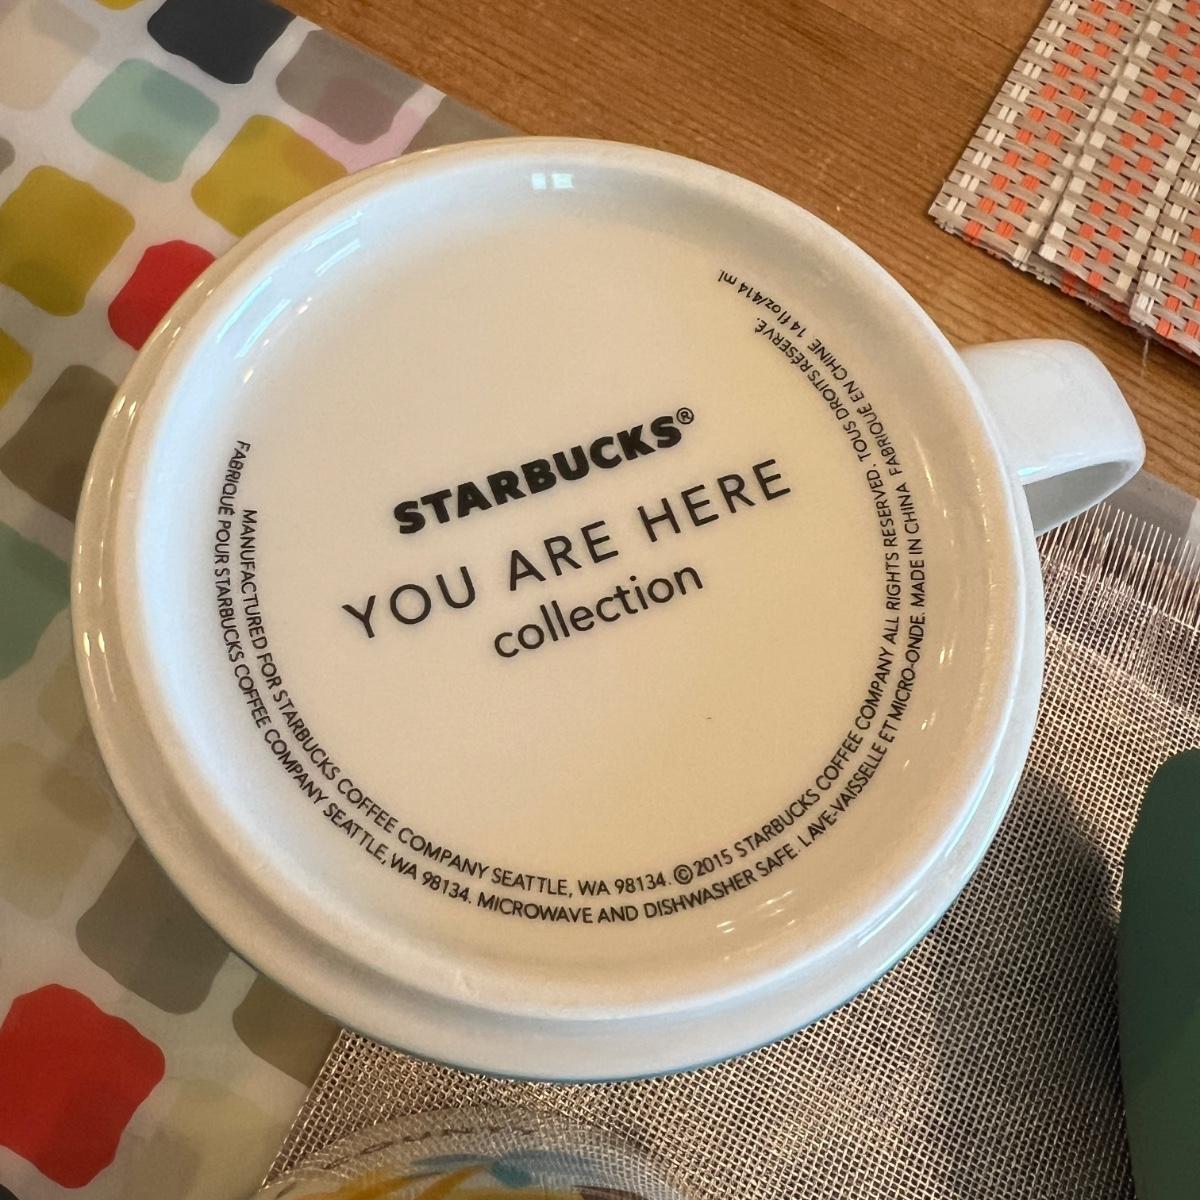 STARBUCKS®
YOU ARE HERE
collection
MANUFACTURED FOR STARBUCKS COFFEE COMPANY SEATTLE, WA 98134. ©2015 STARBUCKS COFFEE COMPANY ALL RIGHTS RESERVED. TOUS DROITS RÉSERVÉ.
FABRIQUÉ POUR STARBUCKS COFFEE COMPANY SEATTLE, WA 98134. MICROWAVE AND DISHWASHER SAFE. LAVE-VAISSELLE ET MICRO-ONDE. MADE IN CHINA FABRIQUÉ EN CHINE 14 fl oz/414 mL